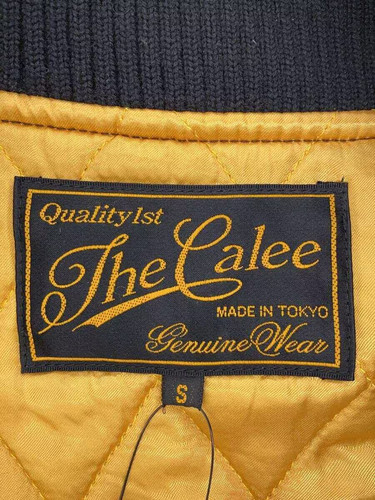 Quality 1st
The Calee
MADE IN TOKYO
Genuine Wear
S